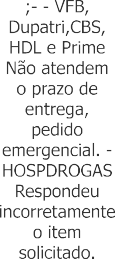 ;- - VFB,
Dupatri,CBS,
HDL e Prime
Não atendem
o prazo de
entrega,
pedido
emergencial. -
HOSPDROGAS
Respondeu
incorretamente
o item
solicitado.